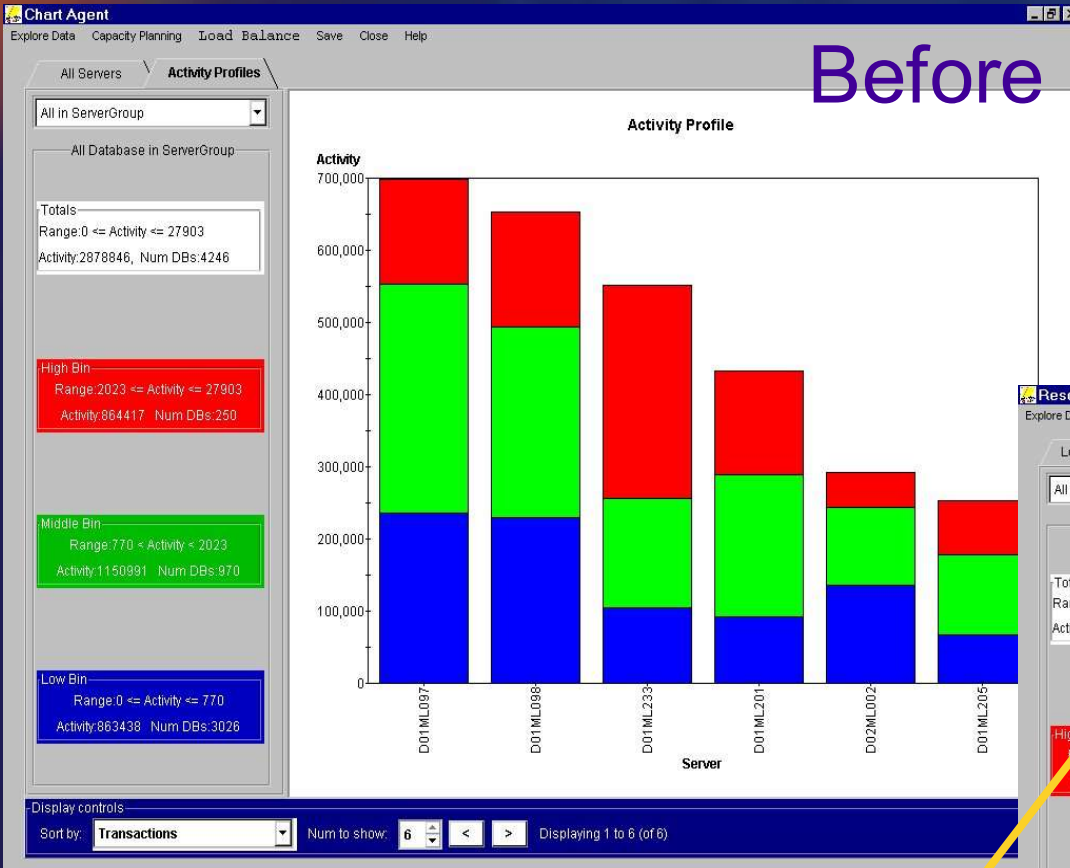 Chart Agent
Explore Data Capacity Planning Load Balance Save Close Help
Before
All Servers Activity Profiles
All in ServerGroup
All Database in ServerGroup
Totals
Range:0 <= Activity <= 27903
Activity:2878846, Num DBs:4246
High Bin
Range:2023 <= Activity <= 27903
Activity:864417 Num DBs:250
Middle Bin
Range:770 < Activity < 2023
Activity:1150991 Num DBs:970
Low Bin
Range:0 <= Activity <= 770
Activity:863438 Num DBs:3026
Activity Profile
Activity
700,000
600,000
500,000
400,000
300,000
200,000
100,000
0
D01ML097
D01ML098
D01ML233
D01ML201
D02ML002
D01ML205
Server
Display controls
Sort by: Transactions Num to show: 6 < > Displaying 1 to 6 (of 6)
Explore
All